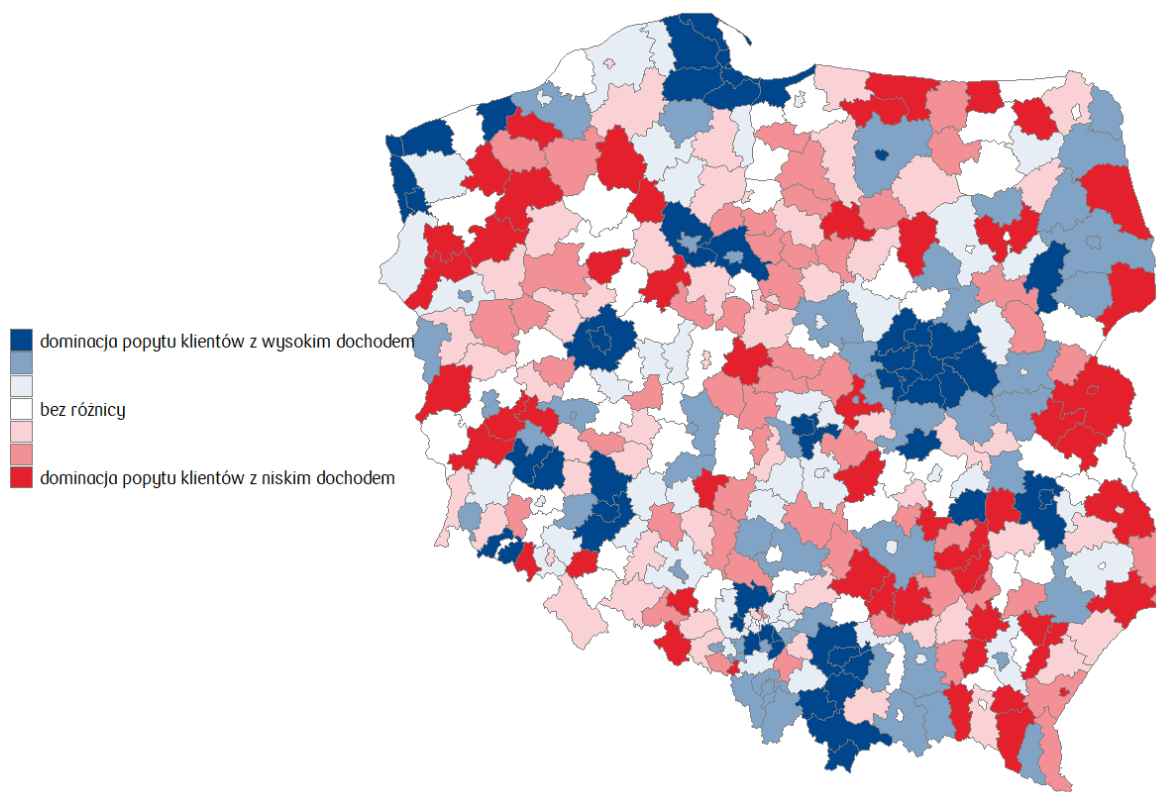 dominacja popytu klientów z wysokim dochodem
bez różnicy
dominacja popytu klientów z niskim dochodem